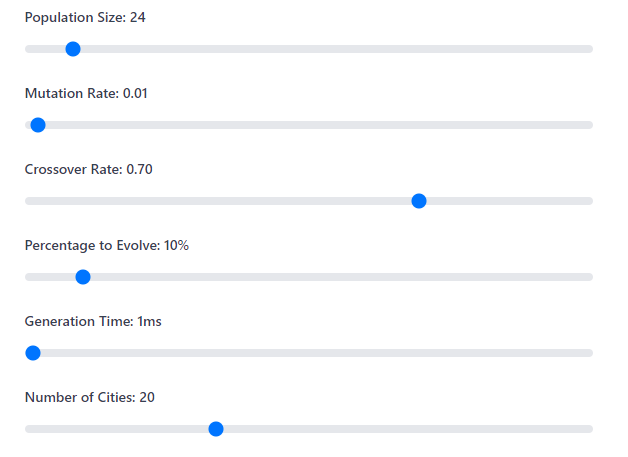 Population Size: 24
Mutation Rate: 0.01
Crossover Rate: 0.70
Percentage to Evolve: 10%
Generation Time: 1ms
Number of Cities: 20